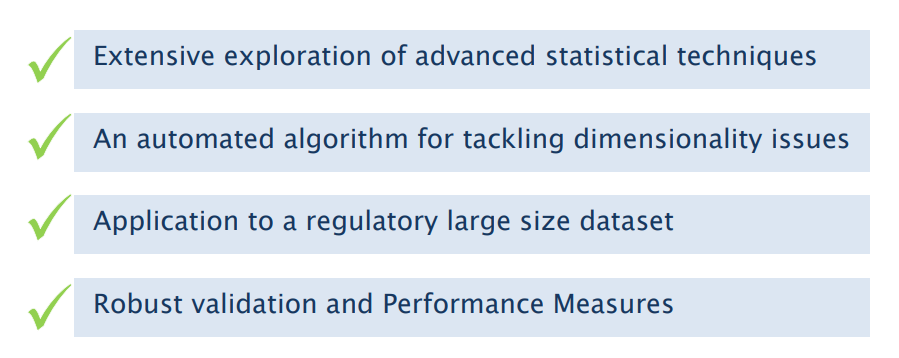 Extensive exploration of advanced statistical techniques
An automated algorithm for tackling dimensionality issues
Application to a regulatory large size dataset
Robust validation and Performance Measures